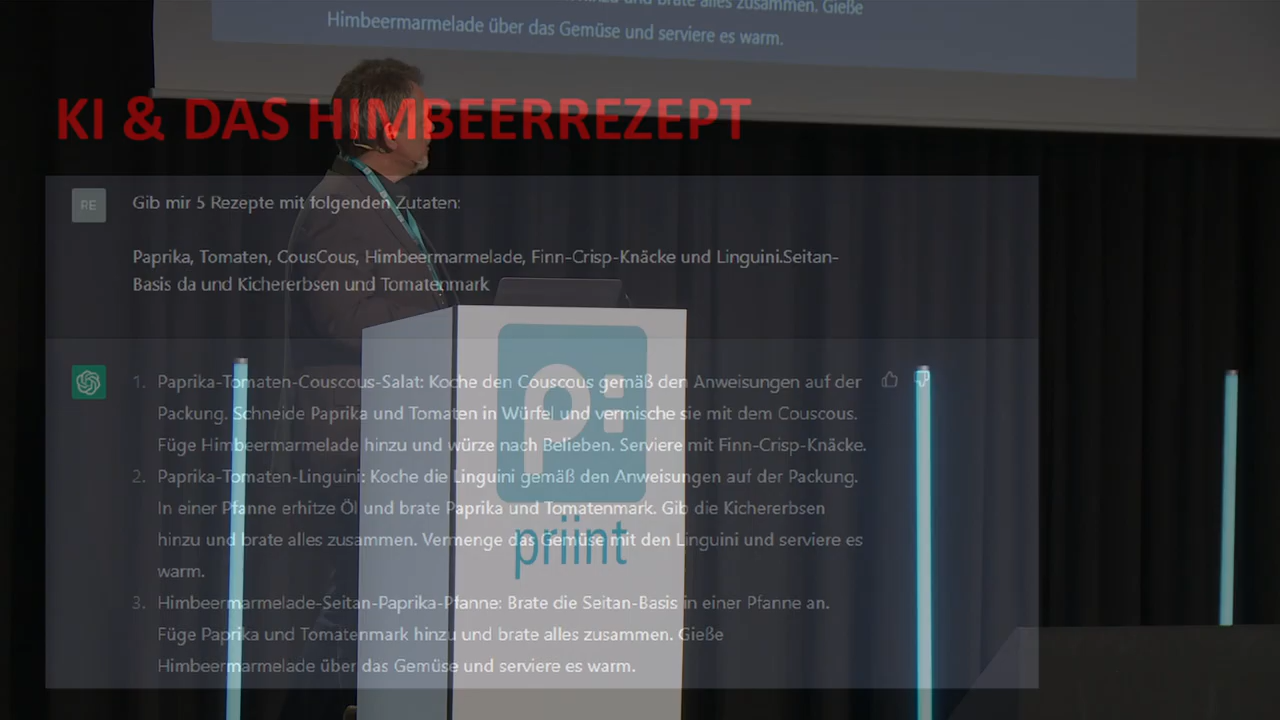 hinzu und brate alles zusammen. Gieße
Himbeermarmelade über das Gemüse und serviere es warm.
KI & DAS HIMBEERREZEPT
RE
Gib mir 5 Rezepte mit folgenden Zutaten:
Paprika, Tomaten, CousCous, Himbeermarmelade, Finn-Crisp-Knäcke und Linguini.Seitan-
Basis da und Kichererbsen und Tomatenmark
1. Paprika-Tomaten-Couscous-Salat: Koche den Couscous gemäß den Anweisungen auf der
Packung. Schneide Paprika und Tomaten in Würfel und vermische sie mit dem Couscous.
Füge Himbeermarmelade hinzu und würze nach Belieben. Serviere mit Finn-Crisp-Knäcke.
2. Paprika-Tomaten-Linguini: Koche die Linguini gemäß den Anweisungen auf der Packung.
In einer Pfanne erhitze Öl und brate Paprika und Tomatenmark. Gib die Kichererbsen
hinzu und brate alles zusammen. Vermenge das Gemüse mit den Linguini und serviere es
warm.
3. Himbeermarmelade-Seitan-Paprika-Pfanne: Brate die Seitan-Basis in einer Pfanne an.
Füge Paprika und Tomatenmark hinzu und brate alles zusammen. Gieße
Himbeermarmelade über das Gemüse und serviere es warm.
priint